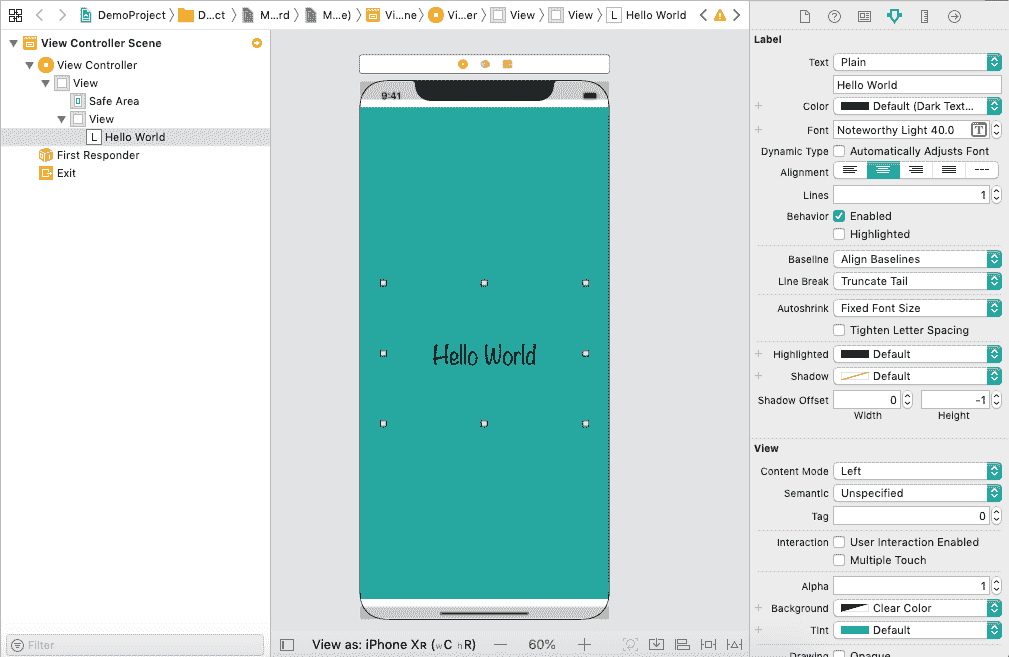 DemoProject D...ct M...rd M...e) Vi...ne Vi...er View View L Hello World
View Controller Scene
View Controller
View
Safe Area
View
L Hello World
First Responder
Exit
Filter
9:41
Hello World
View as: iPhone XR (wC hR) — 60% +
Label
Text Plain
Hello World
+ Color Default (Dark Text...
+ Font Noteworthy Light 40.0 T
Dynamic Type Automatically Adjusts Font
Alignment
Lines 1
Behavior Enabled
Highlighted
Baseline Align Baselines
Line Break Truncate Tail
Autoshrink Fixed Font Size
Tighten Letter Spacing
+ Highlighted Default
+ Shadow Default
Shadow Offset 0 -1
Width Height
View
Content Mode Left
Semantic Unspecified
Tag 0
Interaction User Interaction Enabled
Multiple Touch
Alpha 1
+ Background Clear Color
+ Tint Default
Drawing Opaque